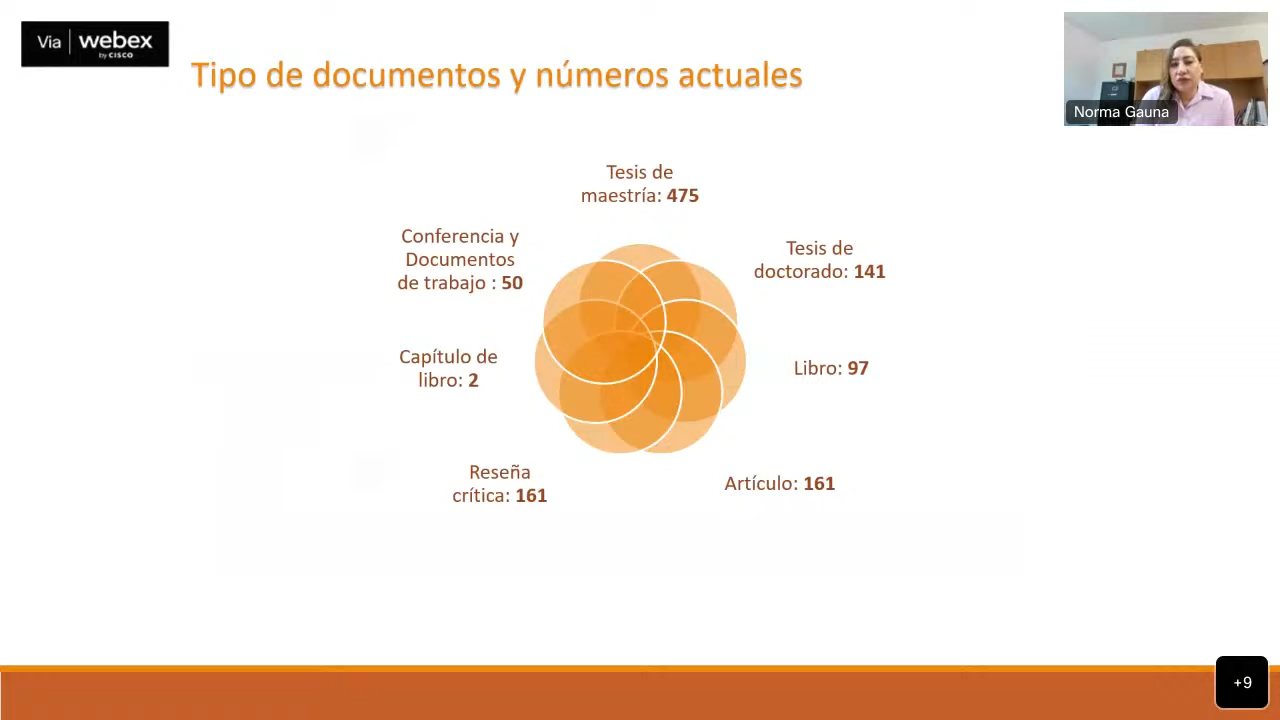 Via | webex
by CISCO
Tipo de documentos y números actuales
Norma Gauna
Tesis de
maestría: 475
Conferencia y
Documentos
de trabajo : 50
Tesis de
doctorado: 141
Capítulo de
libro: 2
Libro: 97
Reseña
crítica: 161
Artículo: 161
+9